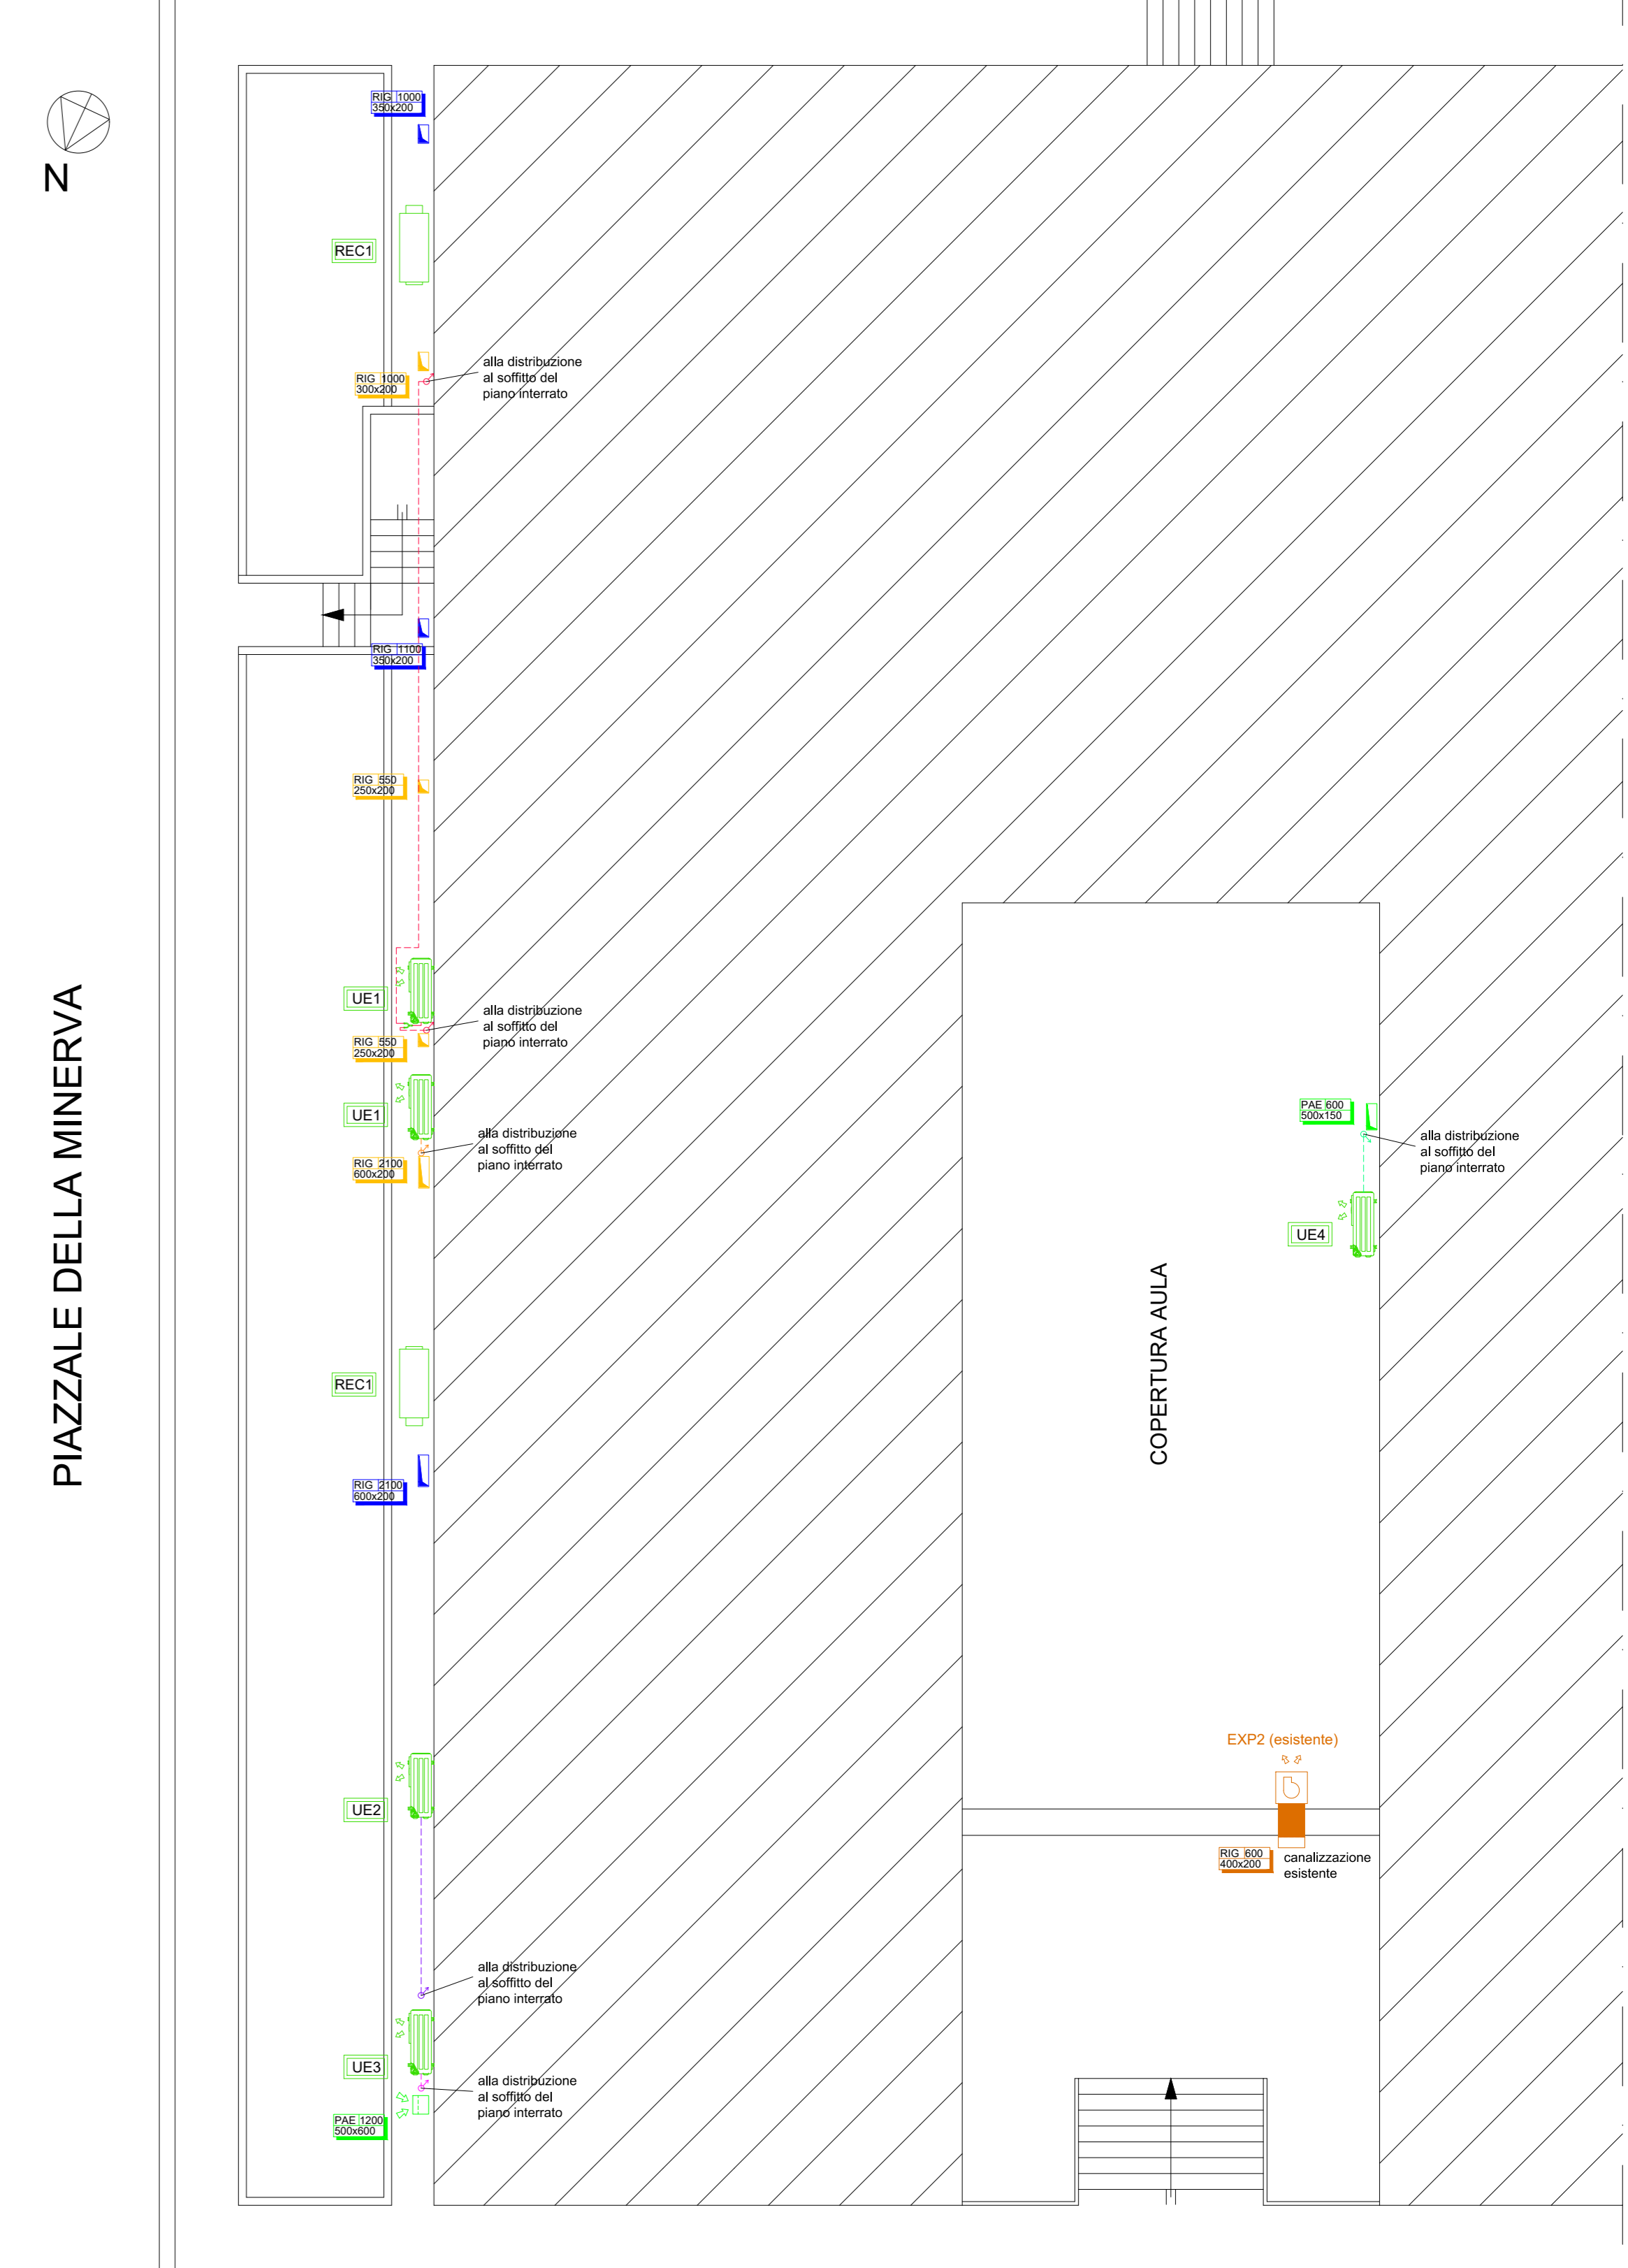 RIG 1000
350x200
N
REC1
alla distribuzione
al soffitto del
piano interrato
RIG 1000
300x200
RIG 1100
350x200
RIG 550
250x200
UE1
alla distribuzione
al soffitto del
piano interrato
RIG 550
250x200
UE1
alla distribuzione
al soffitto del
piano interrato
RIG 2100
600x200
PAE 600
500x150
alla distribuzione
al soffitto del
piano interrato
UE4
PIAZZALE DELLA MINERVA
COPERTURA AULA
REC1
RIG 2100
600x200
EXP2 (esistente)
UE2
RIG 600
400x200
canalizzazione
esistente
alla distribuzione
al soffitto del
piano interrato
UE3
alla distribuzione
al soffitto del
piano interrato
PAE 1200
500x600